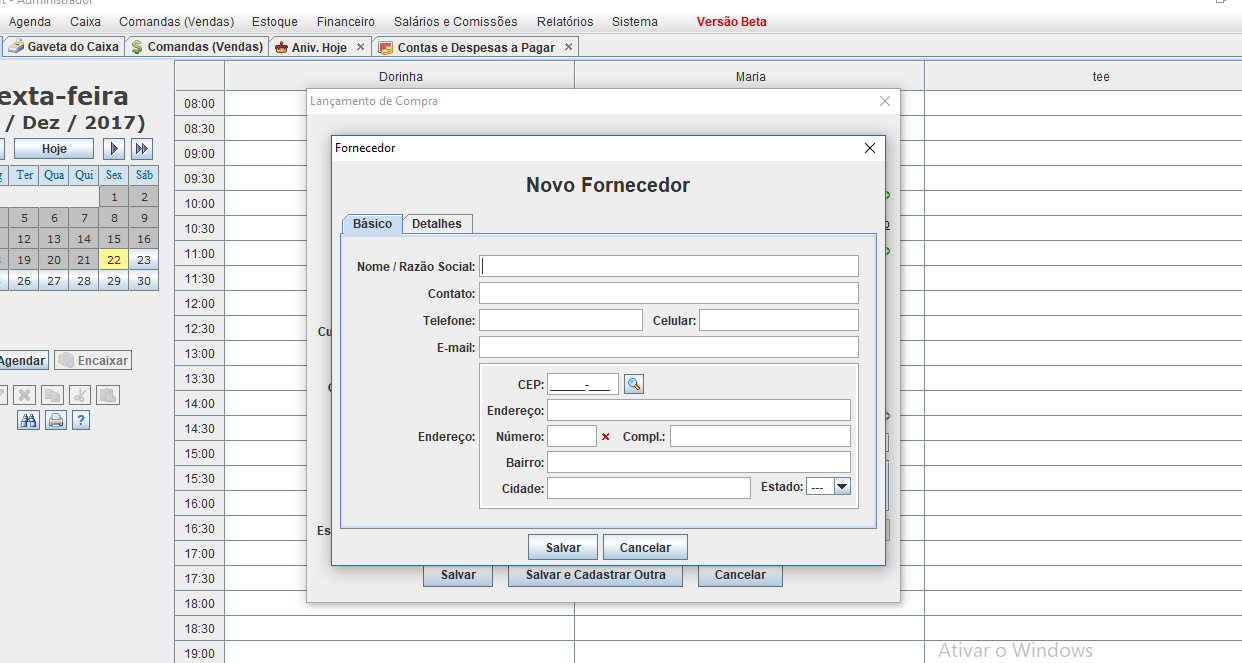 Agenda Caixa Comandas (Vendas) Estoque Financeiro Salários e Comissões Relatórios Sistema Versão Beta
Gaveta do Caixa Comandas (Vendas) Aniv. Hoje Contas e Despesas a Pagar
exta-feira
/ Dez / 2017)
Hoje
Ter Qua Qui Sex Sáb
1 2
5 6 7 8 9
12 13 14 15 16
19 20 21 22 23
26 27 28 29 30
Agendar Encaixar
?
Dorinha Maria tee
08:00
08:30
09:00
09:30
10:00
10:30
11:00
11:30
12:00
12:30
13:00
13:30
14:00
14:30
15:00
15:30
16:00
16:30
17:00
17:30
18:00
18:30
19:00
Lançamento de Compra
Cu
Es
Fornecedor
Novo Fornecedor
Básico Detalhes
Nome / Razão Social:
Contato:
Telefone: Celular:
E-mail:
CEP: _____-___
Endereço:
Endereço: Número: Compl.:
Bairro:
Cidade: Estado: ---
Salvar Cancelar
Salvar Salvar e Cadastrar Outra Cancelar
Ativar o Windows